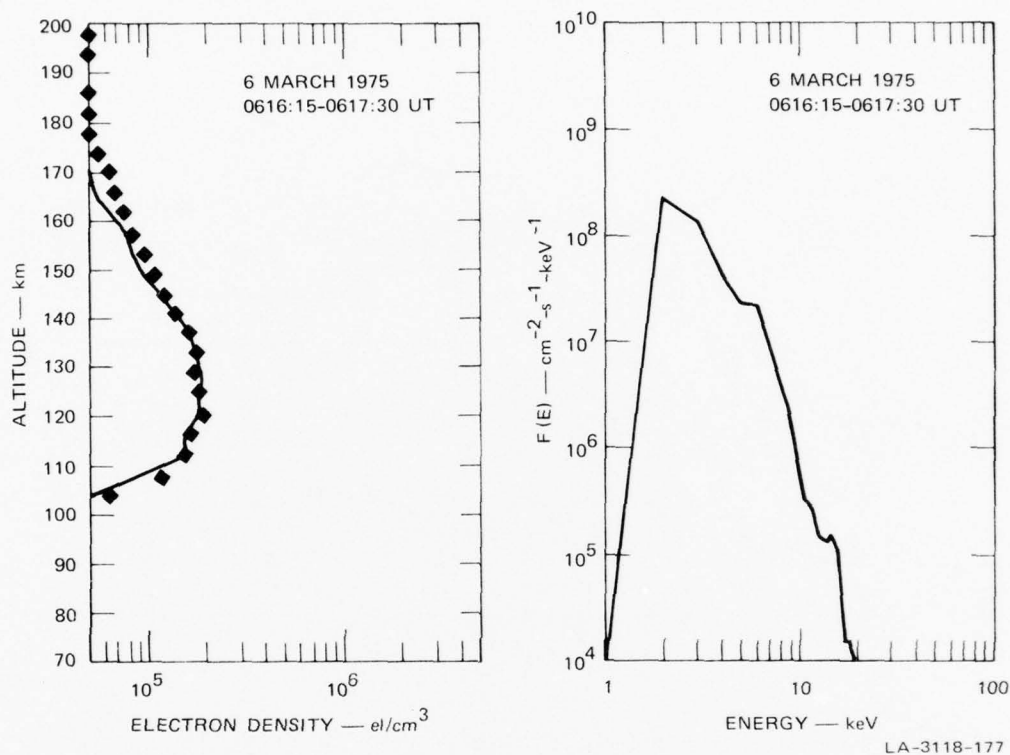 200
190
180
170
160
150
140
130
120
110
100
90
80
70
ALTITUDE — km
6 MARCH 1975
0616:15-0617:30 UT
10^5
10^6
ELECTRON DENSITY — el/cm^3
10^10
10^9
10^8
10^7
10^6
10^5
10^4
F(E) — cm^-2-s^-1-keV^-1
6 MARCH 1975
0616:15-0617:30 UT
1
10
100
ENERGY — keV
LA-3118-177